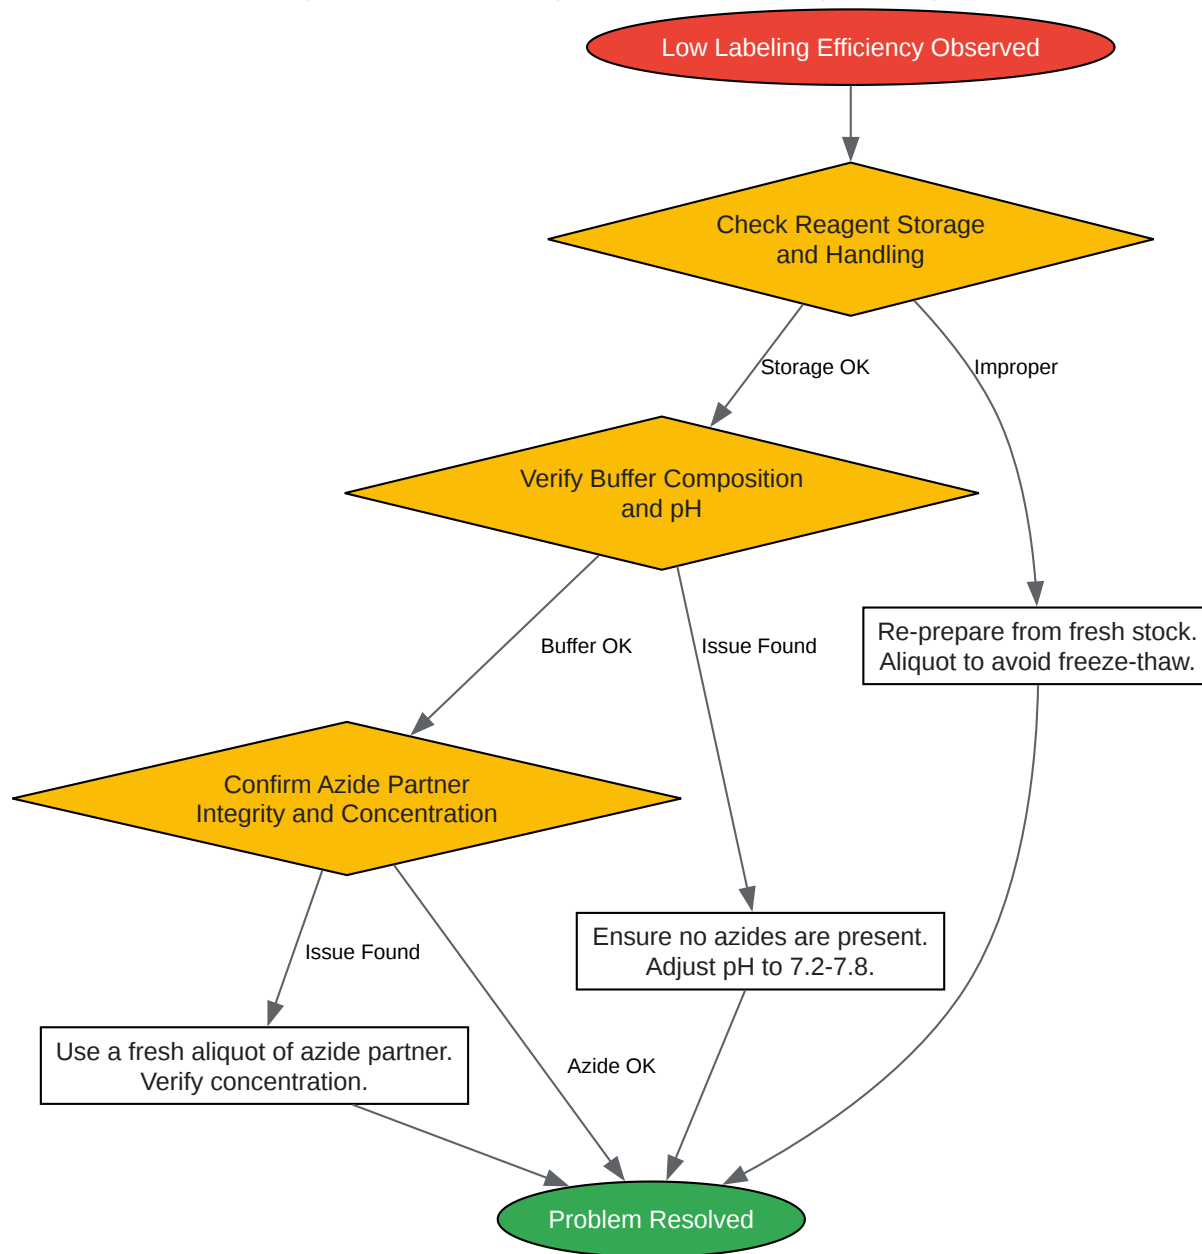 Low Labeling Efficiency Observed
Check Reagent Storage
and Handling
Storage OK
Improper
Verify Buffer Composition
and pH
Buffer OK
Issue Found
Re-prepare from fresh stock.
Aliquot to avoid freeze-thaw.
Confirm Azide Partner
Integrity and Concentration
Issue Found
Ensure no azides are present.
Adjust pH to 7.2-7.8.
Use a fresh aliquot of azide partner.
Verify concentration.
Azide OK
Problem Resolved